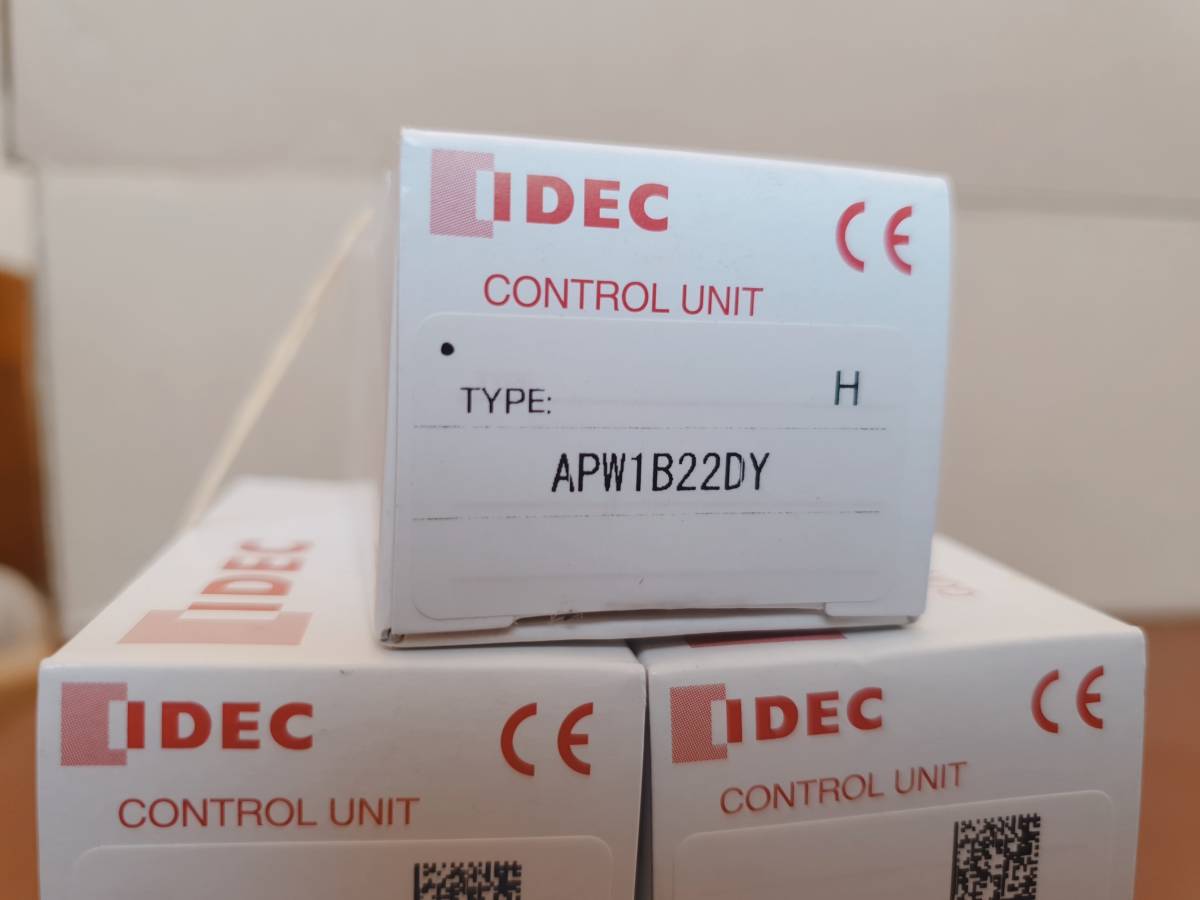 IDEC
CE
CONTROL UNIT
TYPE: H
APW1B22DY
IDEC
IDEC
CE
CONTROL UNIT
IDEC
CE
CONTROL UNIT